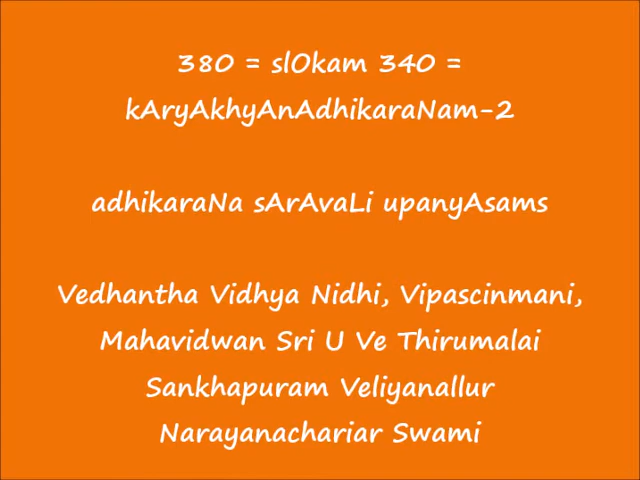 380 = slOkam 340 =
kAryAkhyAnAdhikaraNam-2
adhikaraNa sArAvaLi upanyAsams
Vedhantha Vidhya Nidhi, Vipascinmani,
Mahavidwan Sri U Ve Thirumalai
Sankhapuram Veliyanallur
Narayanachariar Swami